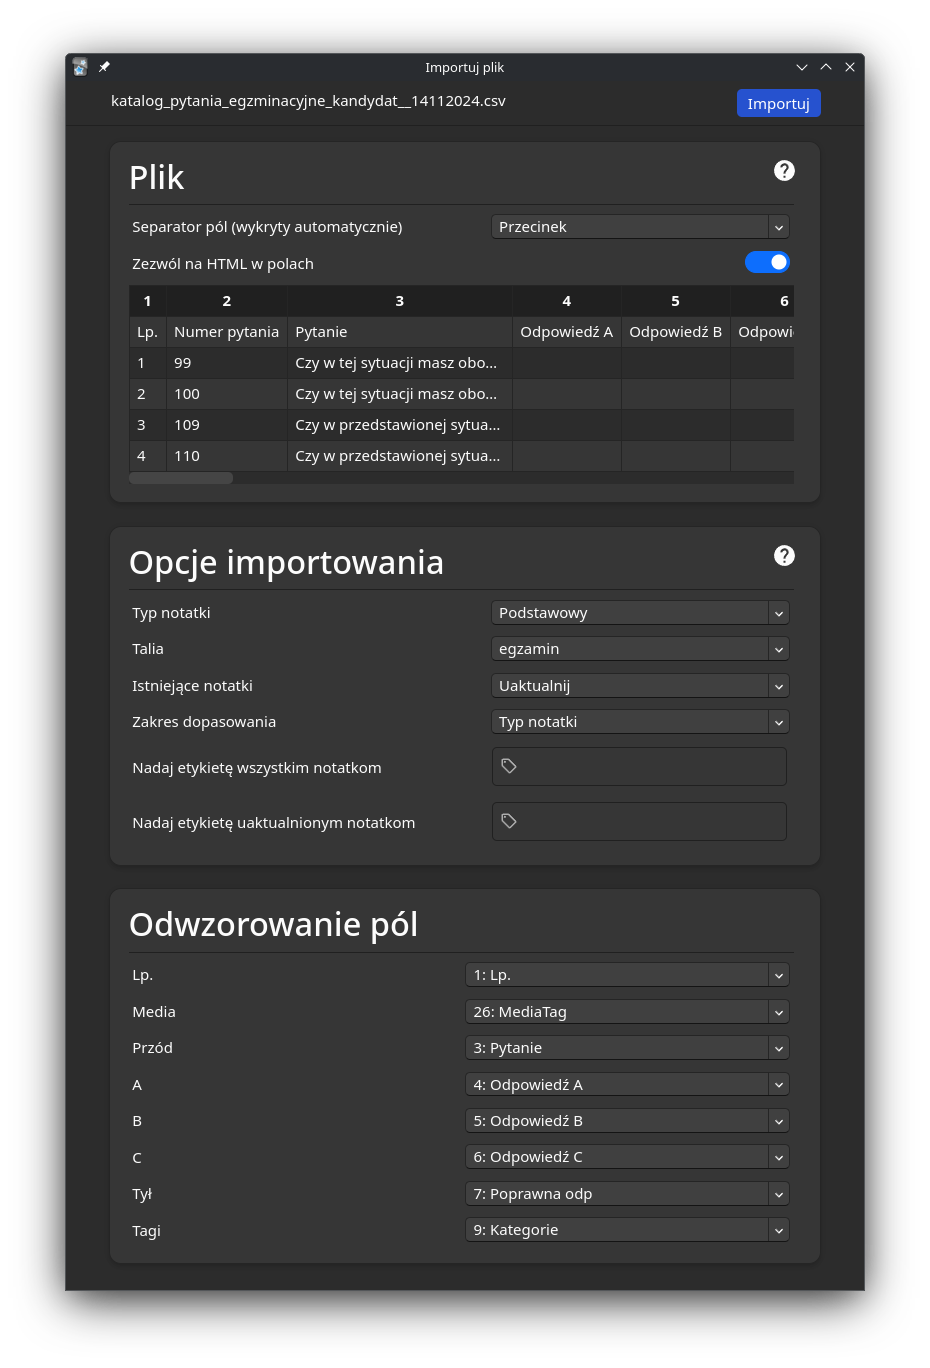 Importuj plik
katalog_pytania_egzminacyjne_kandydat__14112024.csv
Importuj
Plik
Separator pól (wykryty automatycznie) Przecinek
Zezwól na HTML w polach
1 2 3 4 5 6
Lp. Numer pytania Pytanie Odpowiedź A Odpowiedź B Odpowie
1 99 Czy w tej sytuacji masz obo...
2 100 Czy w tej sytuacji masz obo...
3 109 Czy w przedstawionej sytua...
4 110 Czy w przedstawionej sytua...
Opcje importowania
Typ notatki Podstawowy
Talia egzamin
Istniejące notatki Uaktualnij
Zakres dopasowania Typ notatki
Nadaj etykietę wszystkim notatkom
Nadaj etykietę uaktualnionym notatkom
Odwzorowanie pól
Lp. 1: Lp.
Media 26: MediaTag
Przód 3: Pytanie
A 4: Odpowiedź A
B 5: Odpowiedź B
C 6: Odpowiedź C
Tył 7: Poprawna odp
Tagi 9: Kategorie